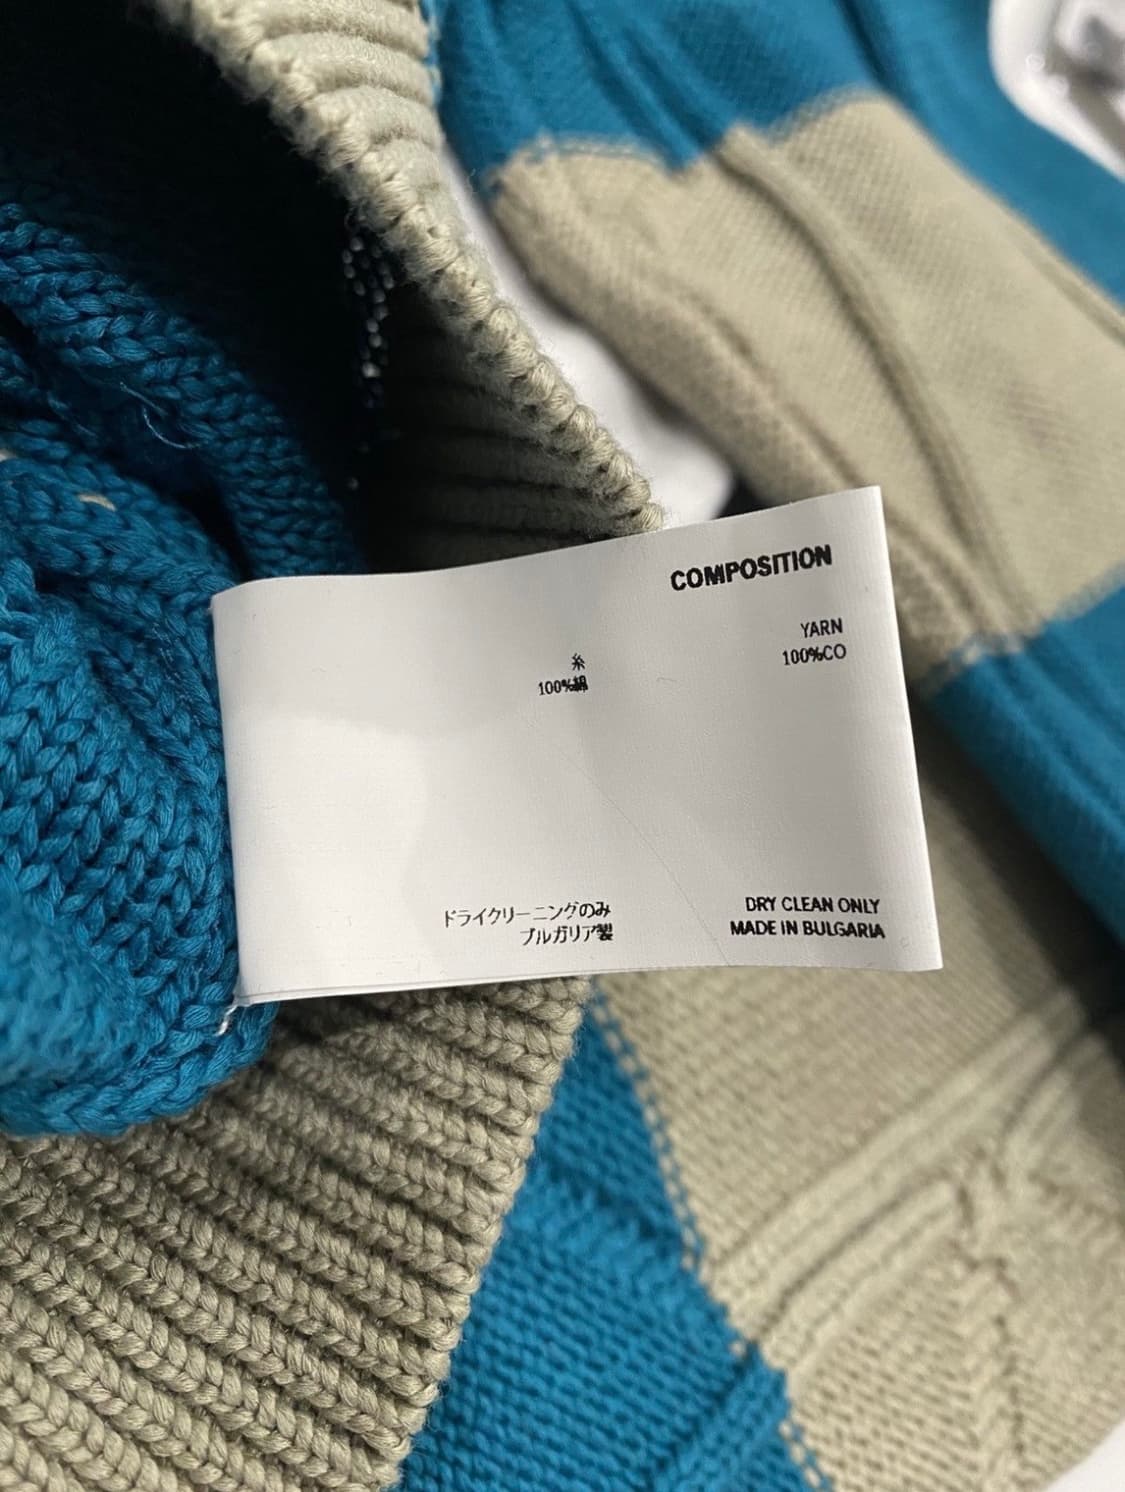 COMPOSITION
YARN
100%CO
糸
100%綿
ドライクリーニングのみ
ブルガリア製
DRY CLEAN ONLY
MADE IN BULGARIA